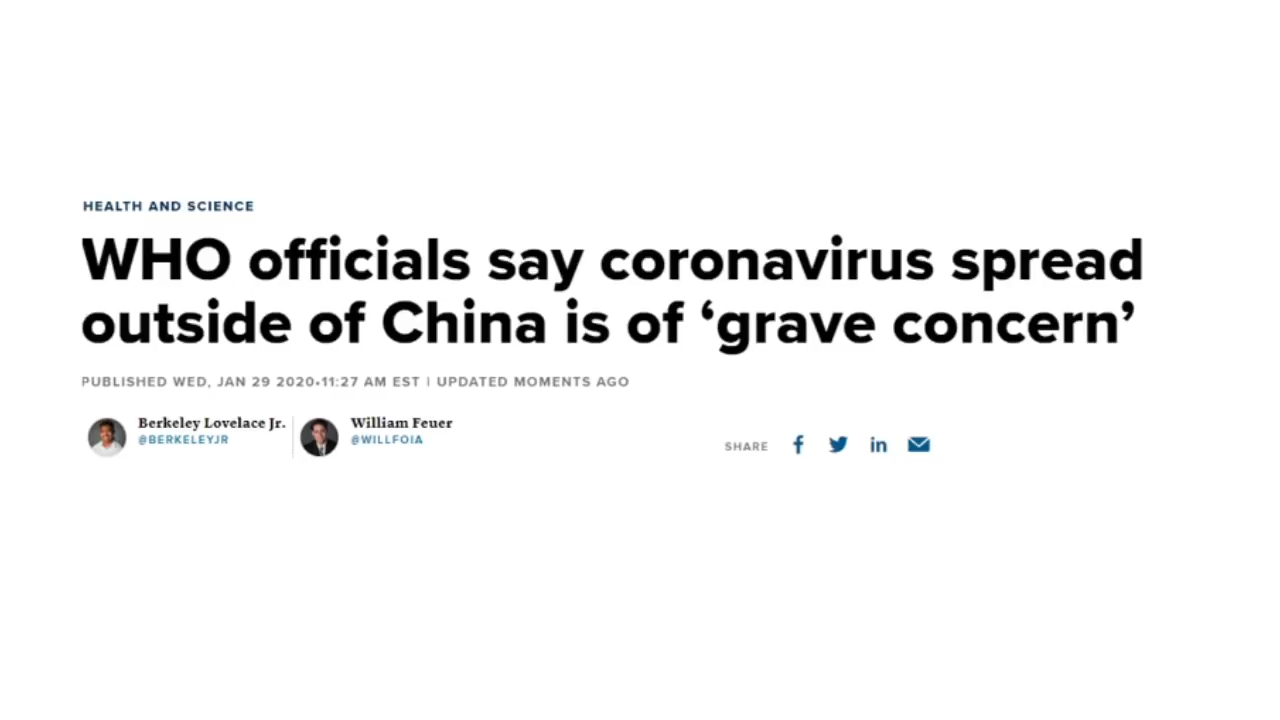 HEALTH AND SCIENCE
WHO officials say coronavirus spread
outside of China is of ‘grave concern’
PUBLISHED WED, JAN 29 2020•11:27 AM EST | UPDATED MOMENTS AGO
Berkeley Lovelace Jr.
@BERKELEYJR
William Feuer
@WILLFOIA
SHARE